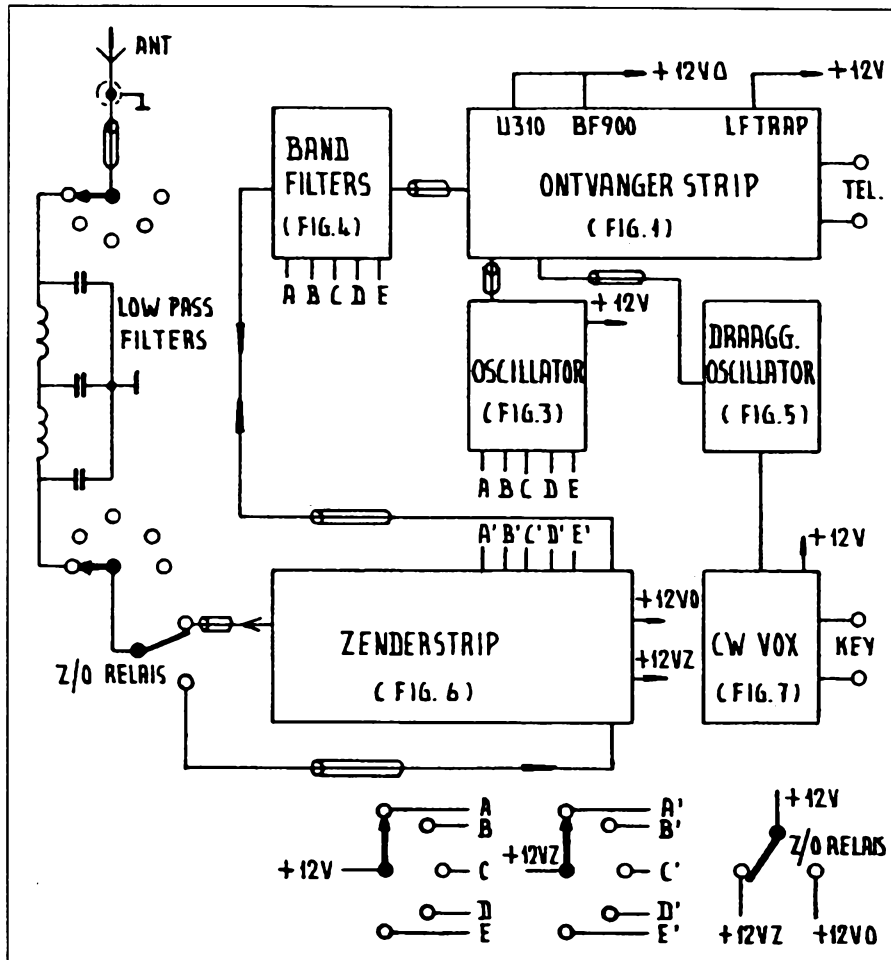 ANT
+12VO
+12V
U310 BF900 LF TRAP
BAND
FILTERS
(FIG.4)
ONTVANGER STRIP
(FIG.1)
TEL.
A B C D E
LOW PASS
FILTERS
+12V
OSCILLATOR
(FIG.3)
DRAAGG.
OSCILLATOR
(FIG.5)
A B C D E
A' B' C' D' E'
+12V
ZENDERSTRIP
(FIG.6)
+12VO
+12VZ
CW VOX
(FIG.7)
KEY
Z/O RELAIS
+12V
A
B
C
D
E
+12VZ
A'
B'
C'
D'
E'
+12V
Z/O RELAIS
+12VZ +12VO